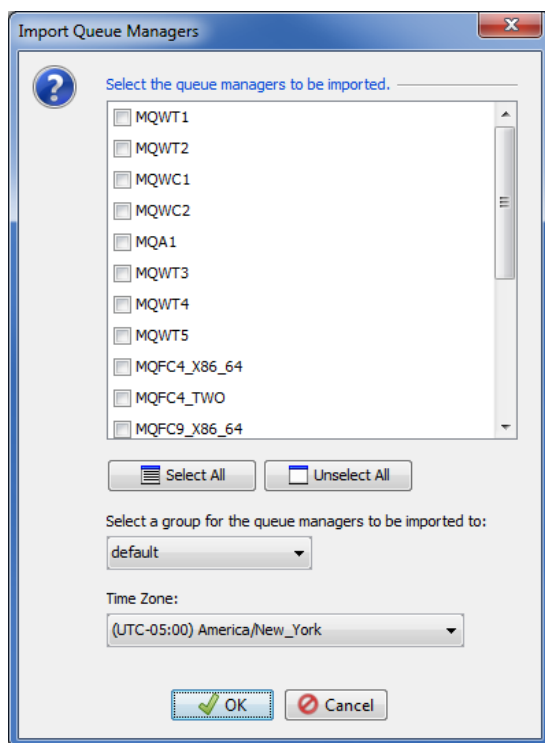 Import Queue Managers
Select the queue managers to be imported.
MQWT1
MQWT2
MQWC1
MQWC2
MQA1
MQWT3
MQWT4
MQWT5
MQFC4_X86_64
MQFC4_TWO
MQFC9_X86_64
Select All Unselect All
Select a group for the queue managers to be imported to:
default
Time Zone:
(UTC-05:00) America/New_York
OK Cancel